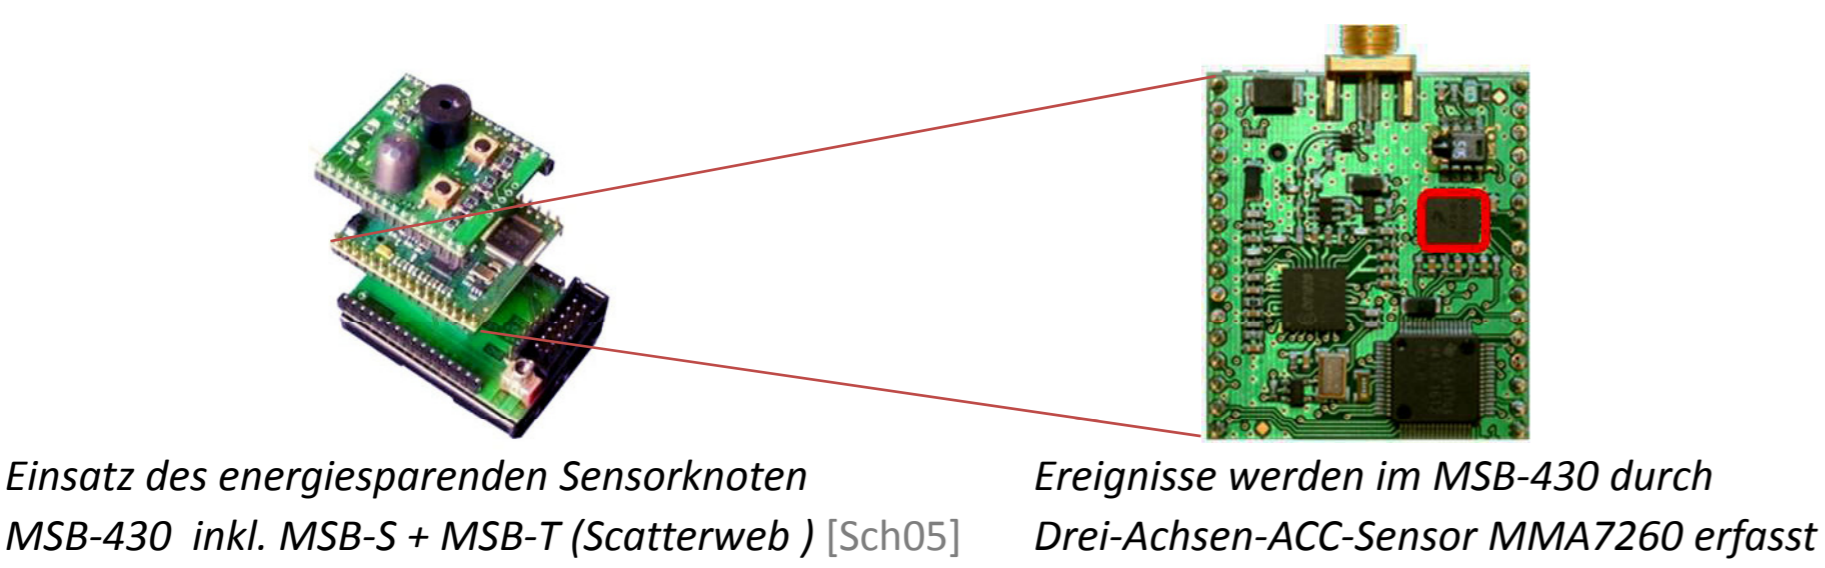 Einsatz des energiesparenden Sensorknoten
MSB-430 inkl. MSB-S + MSB-T (Scatterweb ) [Sch05]
Ereignisse werden im MSB-430 durch
Drei-Achsen-ACC-Sensor MMA7260 erfasst